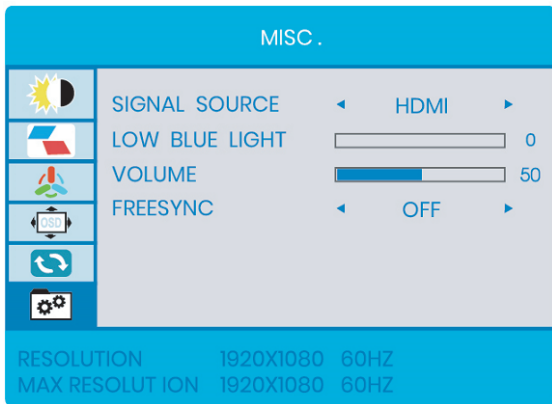 MISC.
SIGNAL SOURCE ◂ HDMI ▸
LOW BLUE LIGHT 0
VOLUME 50
FREESYNC ◂ OFF ▸
OSD
RESOLUTION 1920X1080 60HZ
MAX RESOLUT ION 1920X1080 60HZ